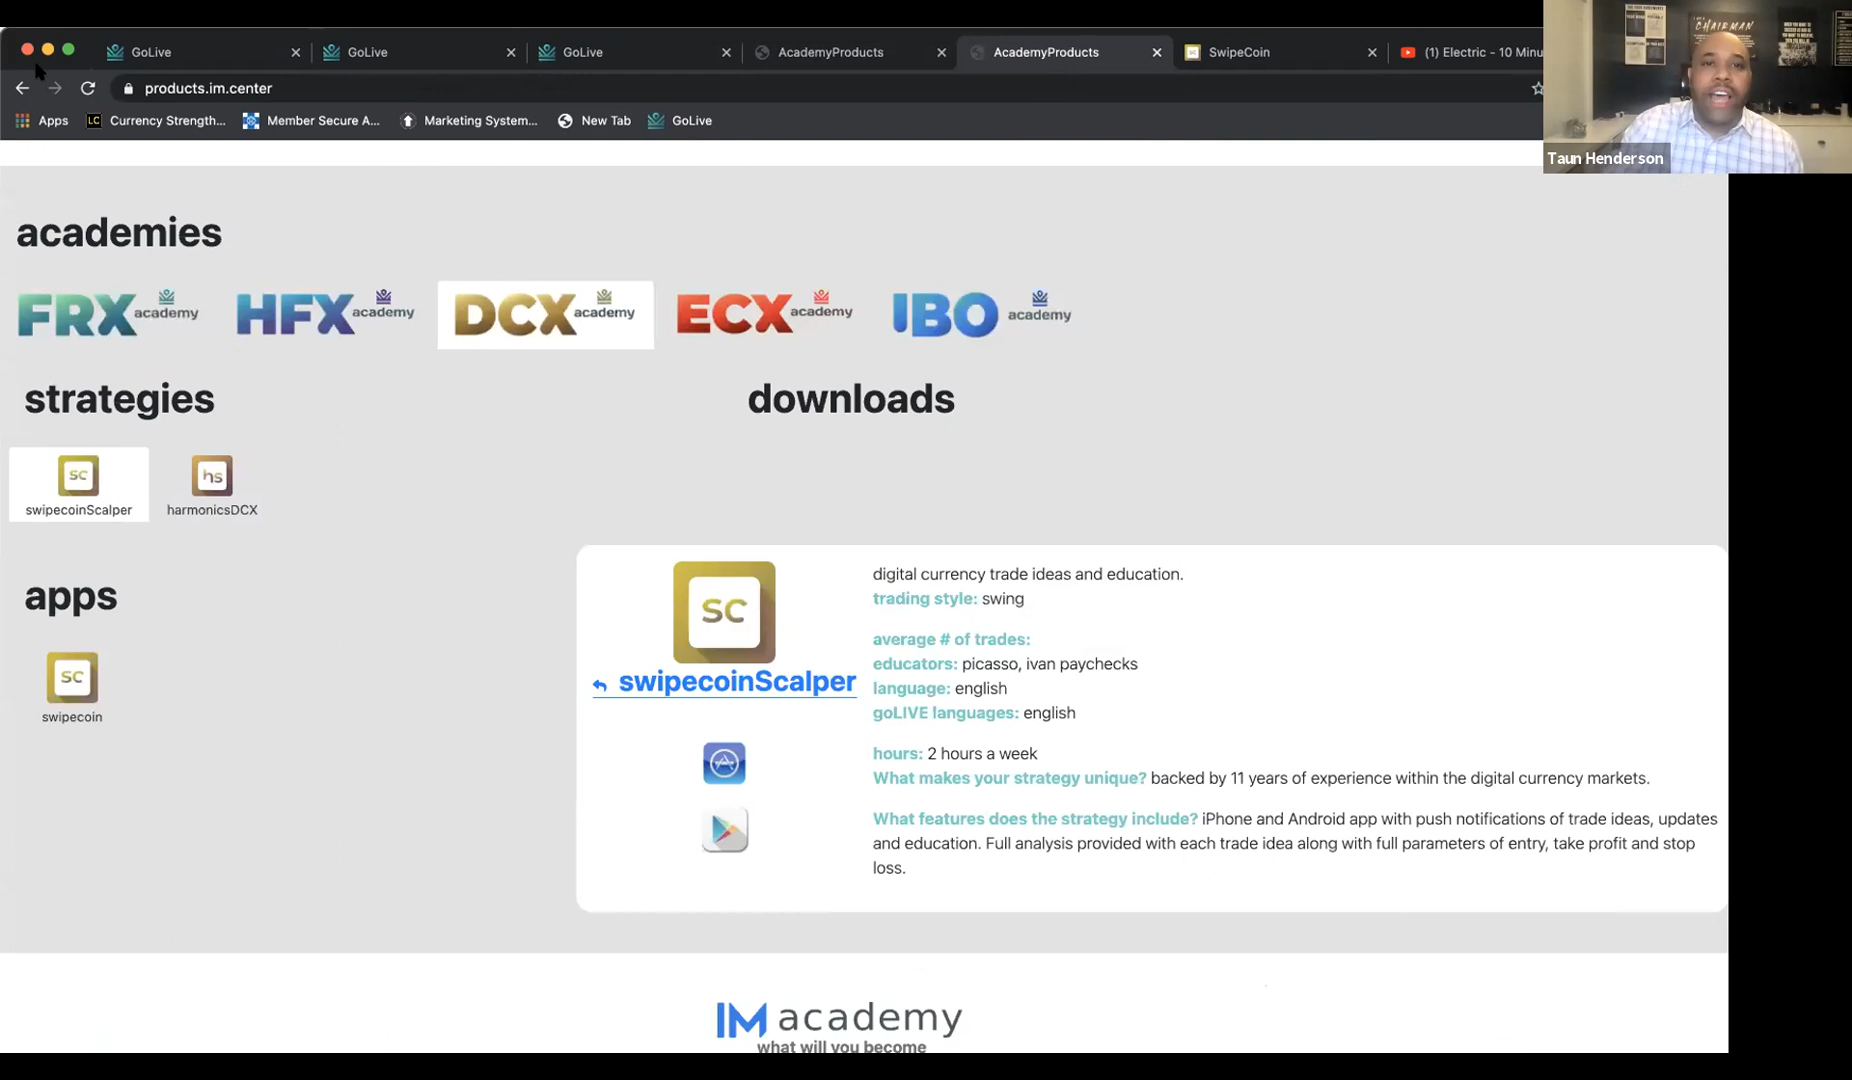 GoLive
GoLive
GoLive
AcademyProducts
AcademyProducts
SwipeCoin
(1) Electric - 10 Minu
products.im.center
Apps
LC
Currency Strength...
Member Secure A...
Marketing System...
New Tab
GoLive
CHAIRMAN
Taun Henderson
academies
FRX academy
HFX academy
DCX academy
ECX academy
IBO academy
strategies
downloads
sc
swipecoinScalper
hs
harmonicsDCX
apps
sc
swipecoin
sc
swipecoinScalper
digital currency trade ideas and education.
trading style: swing
average # of trades:
educators: picasso, ivan paychecks
language: english
goLIVE languages: english
hours: 2 hours a week
What makes your strategy unique? backed by 11 years of experience within the digital currency markets.
What features does the strategy include? iPhone and Android app with push notifications of trade ideas, updates
and education. Full analysis provided with each trade idea along with full parameters of entry, take profit and stop
loss.
IM academy
what will you become